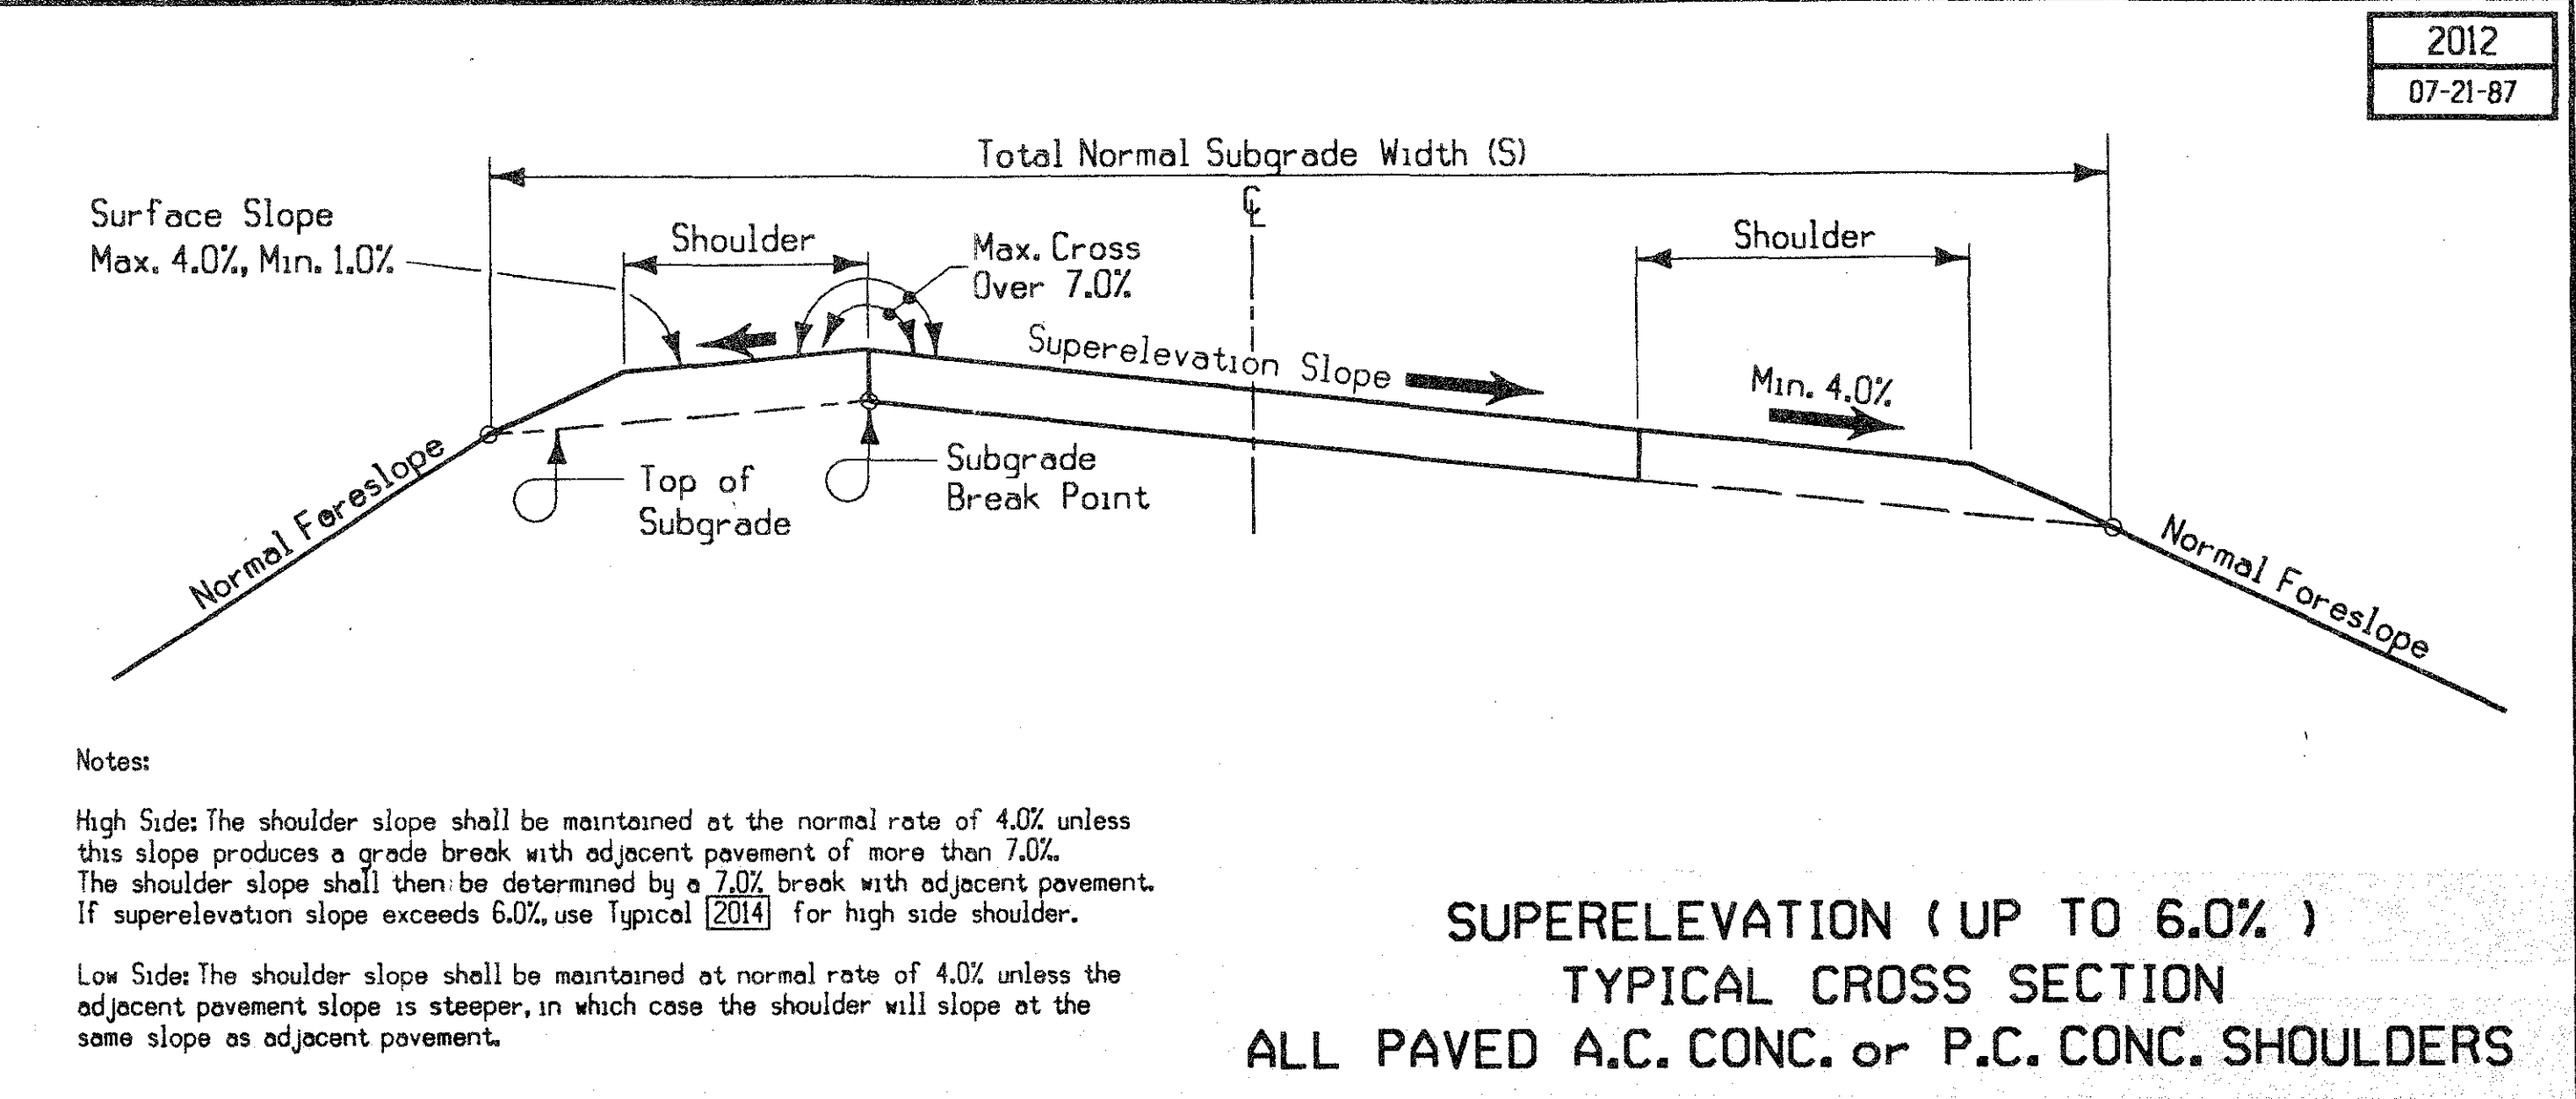 2012
07-21-87
Total Normal Subgrade Width (S)
℄
Surface Slope
Max. 4.0%, Min. 1.0%
Shoulder
Max. Cross
Over 7.0%
Shoulder
Superelevation Slope
Min. 4.0%
Normal Foreslope
Top of
Subgrade
Subgrade
Break Point
Normal Foreslope
Notes:
High Side: The shoulder slope shall be maintained at the normal rate of 4.0% unless
this slope produces a grade break with adjacent pavement of more than 7.0%.
The shoulder slope shall then be determined by a 7.0% break with adjacent pavement.
If superelevation slope exceeds 6.0%, use Typical 2014 for high side shoulder.
Low Side: The shoulder slope shall be maintained at normal rate of 4.0% unless the
adjacent pavement slope is steeper, in which case the shoulder will slope at the
same slope as adjacent pavement.
SUPERELEVATION ( UP TO 6.0% )
TYPICAL CROSS SECTION
ALL PAVED A.C. CONC. or P.C. CONC. SHOULDERS